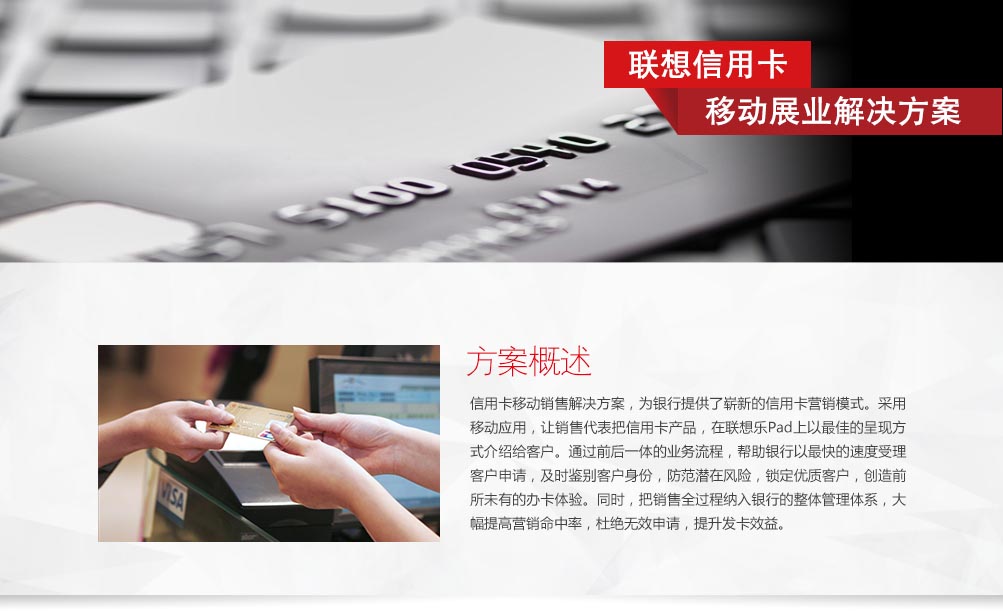 联想信用卡
移动展业解决方案
5100 0540
方案概述
信用卡移动销售解决方案，为银行提供了崭新的信用卡营销模式。采用
移动应用，让销售代表把信用卡产品，在联想乐Pad上以最佳的呈现方
式介绍给客户。通过前后一体的业务流程，帮助银行以最快的速度受理
客户申请，及时鉴别客户身份，防范潜在风险，锁定优质客户，创造前
所未有的办卡体验。同时，把销售全过程纳入银行的整体管理体系，大
幅提高营销命中率，杜绝无效申请，提升发卡效益。
VISA